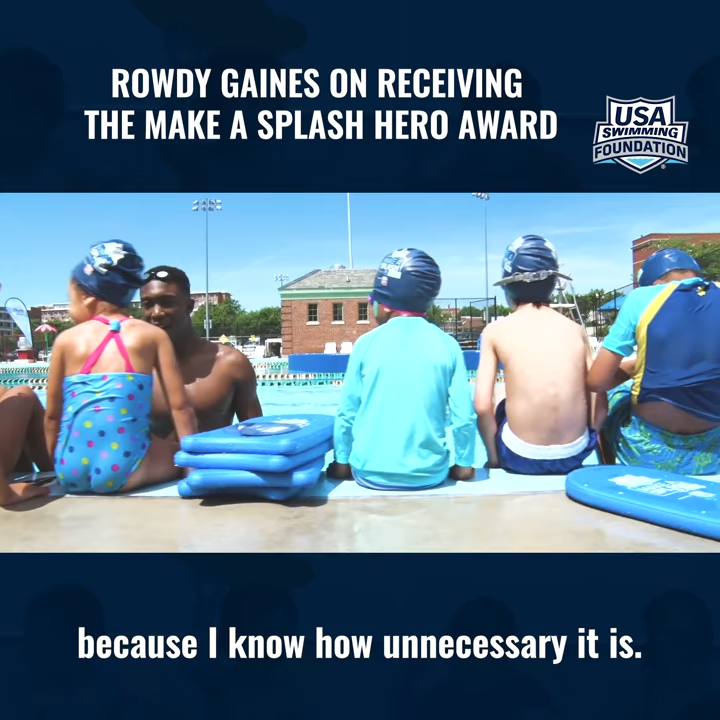 ROWDY GAINES ON RECEIVING
THE MAKE A SPLASH HERO AWARD
USA
SWIMMING
FOUNDATION
because I know how unnecessary it is.